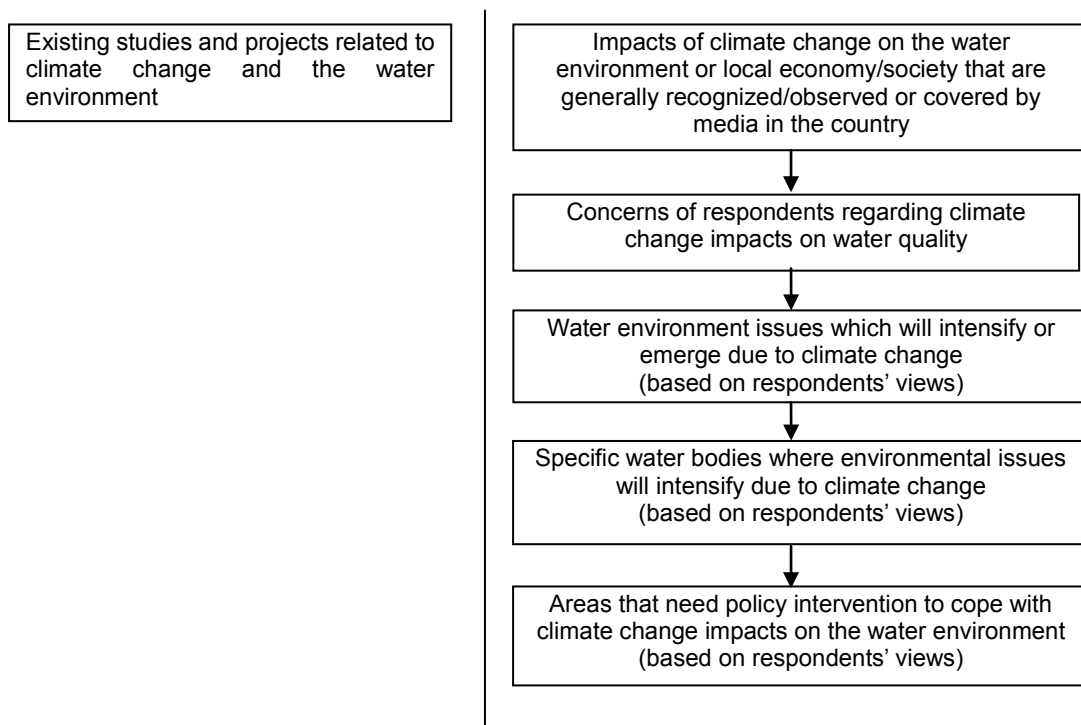 Existing studies and projects related to
climate change and the water
environment
Impacts of climate change on the water
environment or local economy/society that are
generally recognized/observed or covered by
media in the country
Concerns of respondents regarding climate
change impacts on water quality
Water environment issues which will intensify or
emerge due to climate change
(based on respondents’ views)
Specific water bodies where environmental issues
will intensify due to climate change
(based on respondents’ views)
Areas that need policy intervention to cope with
climate change impacts on the water environment
(based on respondents’ views)